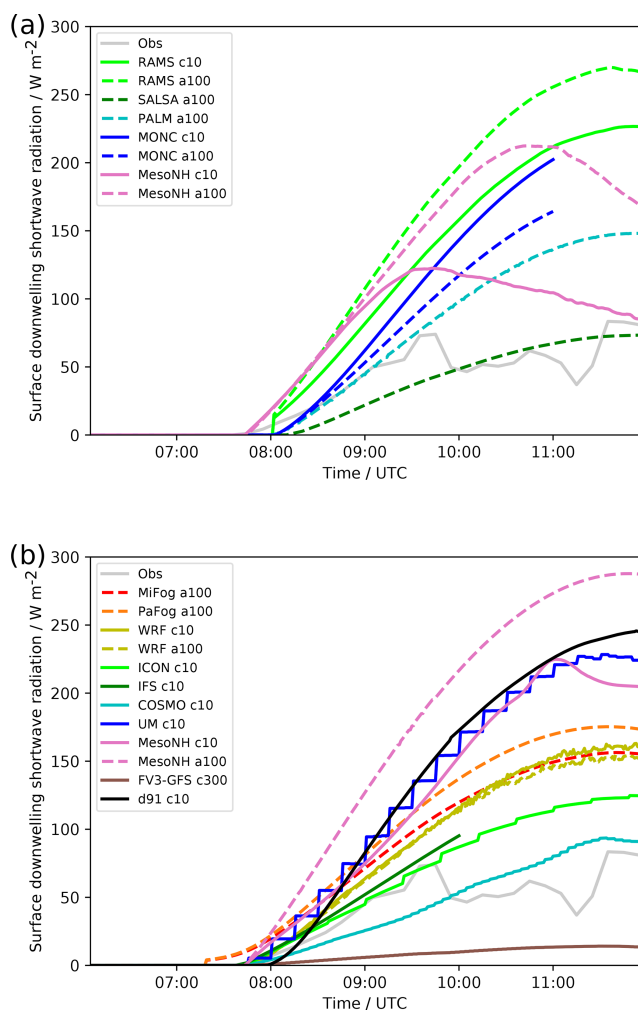 (a)
300
250
200
150
100
50
0
Surface downwelling shortwave radiation / W m-2
Obs
RAMS c10
RAMS a100
SALSA a100
PALM a100
MONC c10
MONC a100
MesoNH c10
MesoNH a100
07:00 08:00 09:00 10:00 11:00
Time / UTC
(b)
300
250
200
150
100
50
0
Surface downwelling shortwave radiation / W m-2
Obs
MiFog a100
PaFog a100
WRF c10
WRF a100
ICON c10
IFS c10
COSMO c10
UM c10
MesoNH c10
MesoNH a100
FV3-GFS c300
d91 c10
07:00 08:00 09:00 10:00 11:00
Time / UTC